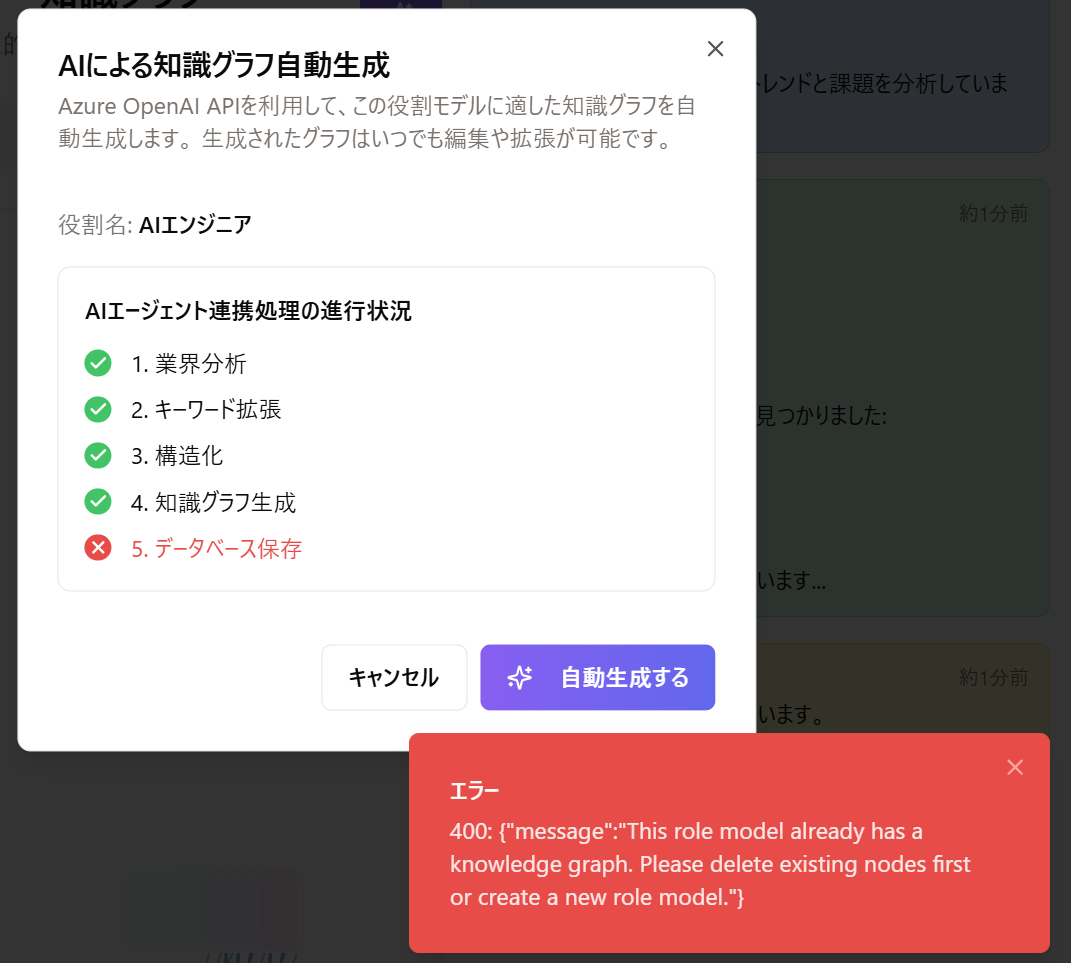 知識グラフ
的
AIによる知識グラフ自動生成
Azure OpenAI APIを利用して、この役割モデルに適した知識グラフを自
動生成します。生成されたグラフはいつでも編集や拡張が可能です。
役割名: AIエンジニア
AIエージェント連携処理の進行状況
1. 業界分析
2. キーワード拡張
3. 構造化
4. 知識グラフ生成
5. データベース保存
キャンセル
自動生成する
トレンドと課題を分析していま
約1分前
見つかりました:
います...
約1分前
います。
エラー
400: {"message":"This role model already has a
knowledge graph. Please delete existing nodes first
or create a new role model."}